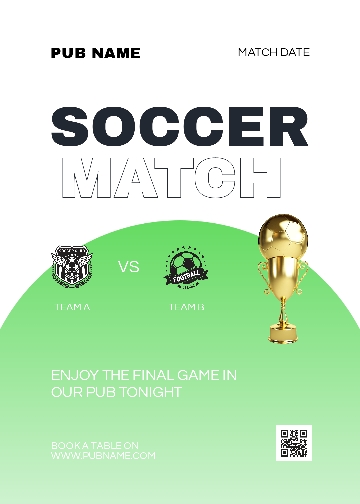 PUB NAME
MATCH DATE
SOCCER
MATCH
VS
FOOTBALL
TEAM A
TEAM B
ENJOY THE FINAL GAME IN
OUR PUB TONIGHT
BOOK A TABLE ON
WWW.PUBNAME.COM